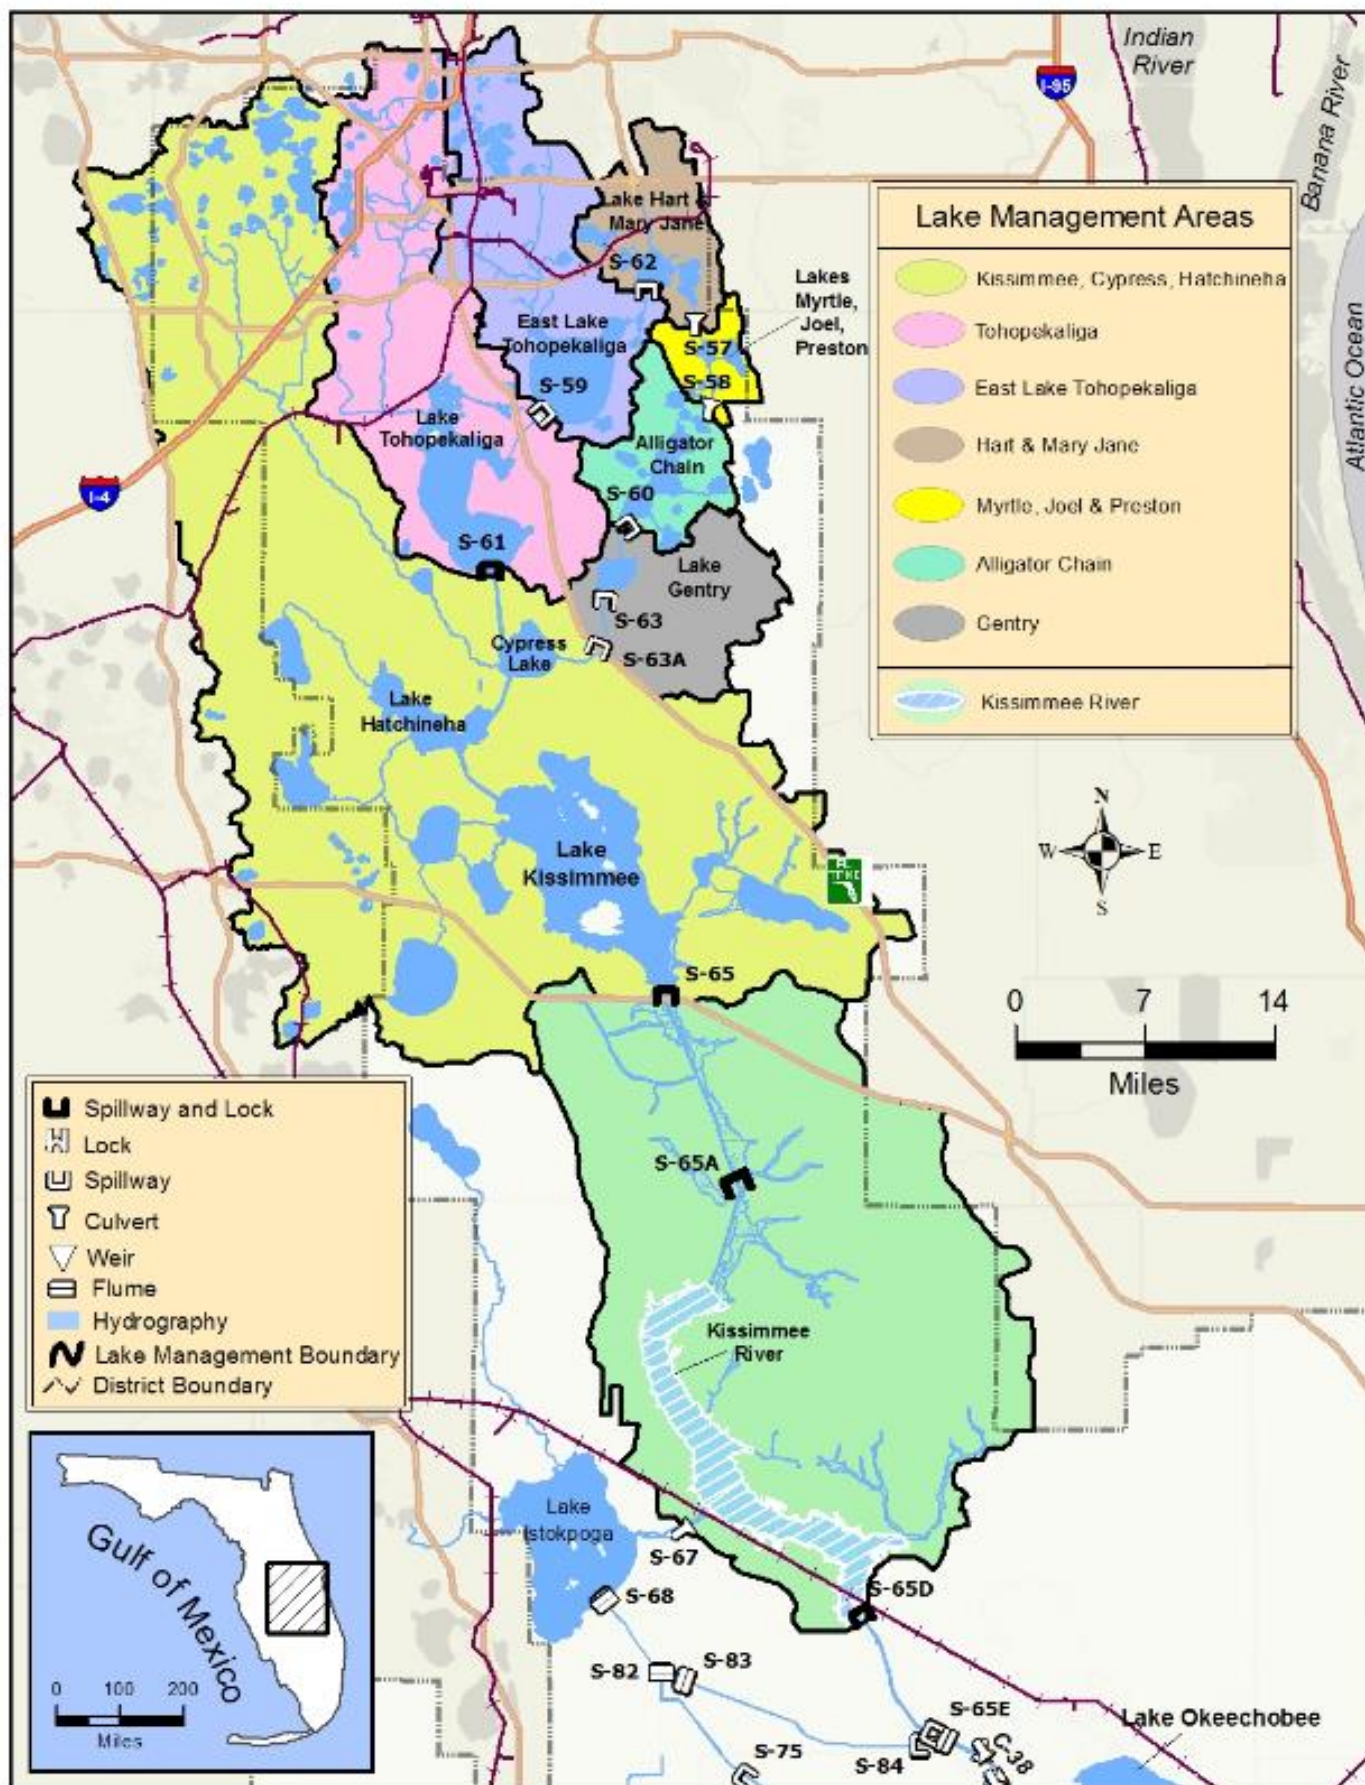 Indian
River
I-95
Banana River
Lake Hart &
Mary Jane
Lake Management Areas
S-62
Lakes
Myrtle,
Joel,
Preston
Kissimmee, Cypress, Hatchineha
East Lake
Tohopekaliga
S-57
Tohopekaliga
Atlantic Ocean
S-59
S-58
East Lake Tohopekaliga
Lake
Tohopekaliga
Alligator
Chain
Hart & Mary Jane
I-4
S-60
Myrtle, Joel & Preston
S-61
Lake
Gentry
Alligator Chain
S-63
Gentry
Cypress
Lake
S-63A
Lake
Hatchineha
Kissimmee River
N
W E
S
Lake
Kissimmee
S-65
0 7 14
Miles
Spillway and Lock
Lock
Spillway
Culvert
Weir
Flume
Hydrography
Lake Management Boundary
District Boundary
S-65A
Kissimmee
River
Gulf of Mexico
0 100 200
Miles
Lake
Istokpoga
S-67
S-68
S-65D
S-82
S-83
S-65E
Lake Okeechobee
S-75
S-84
C-38